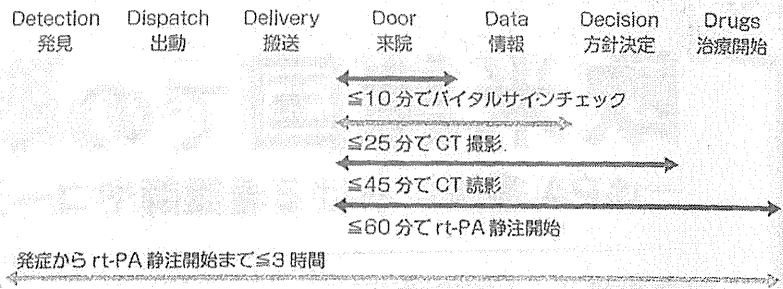 Detection Dispatch Delivery Door Data Decision Drugs
発見 出動 搬送 来院 情報 方針決定 治療開始
≦10分でバイタルサインチェック
≦25分でCT撮影
≦45分でCT読影
≦60分でrt-PA静注開始
発症からrt-PA静注開始まで≦3時間